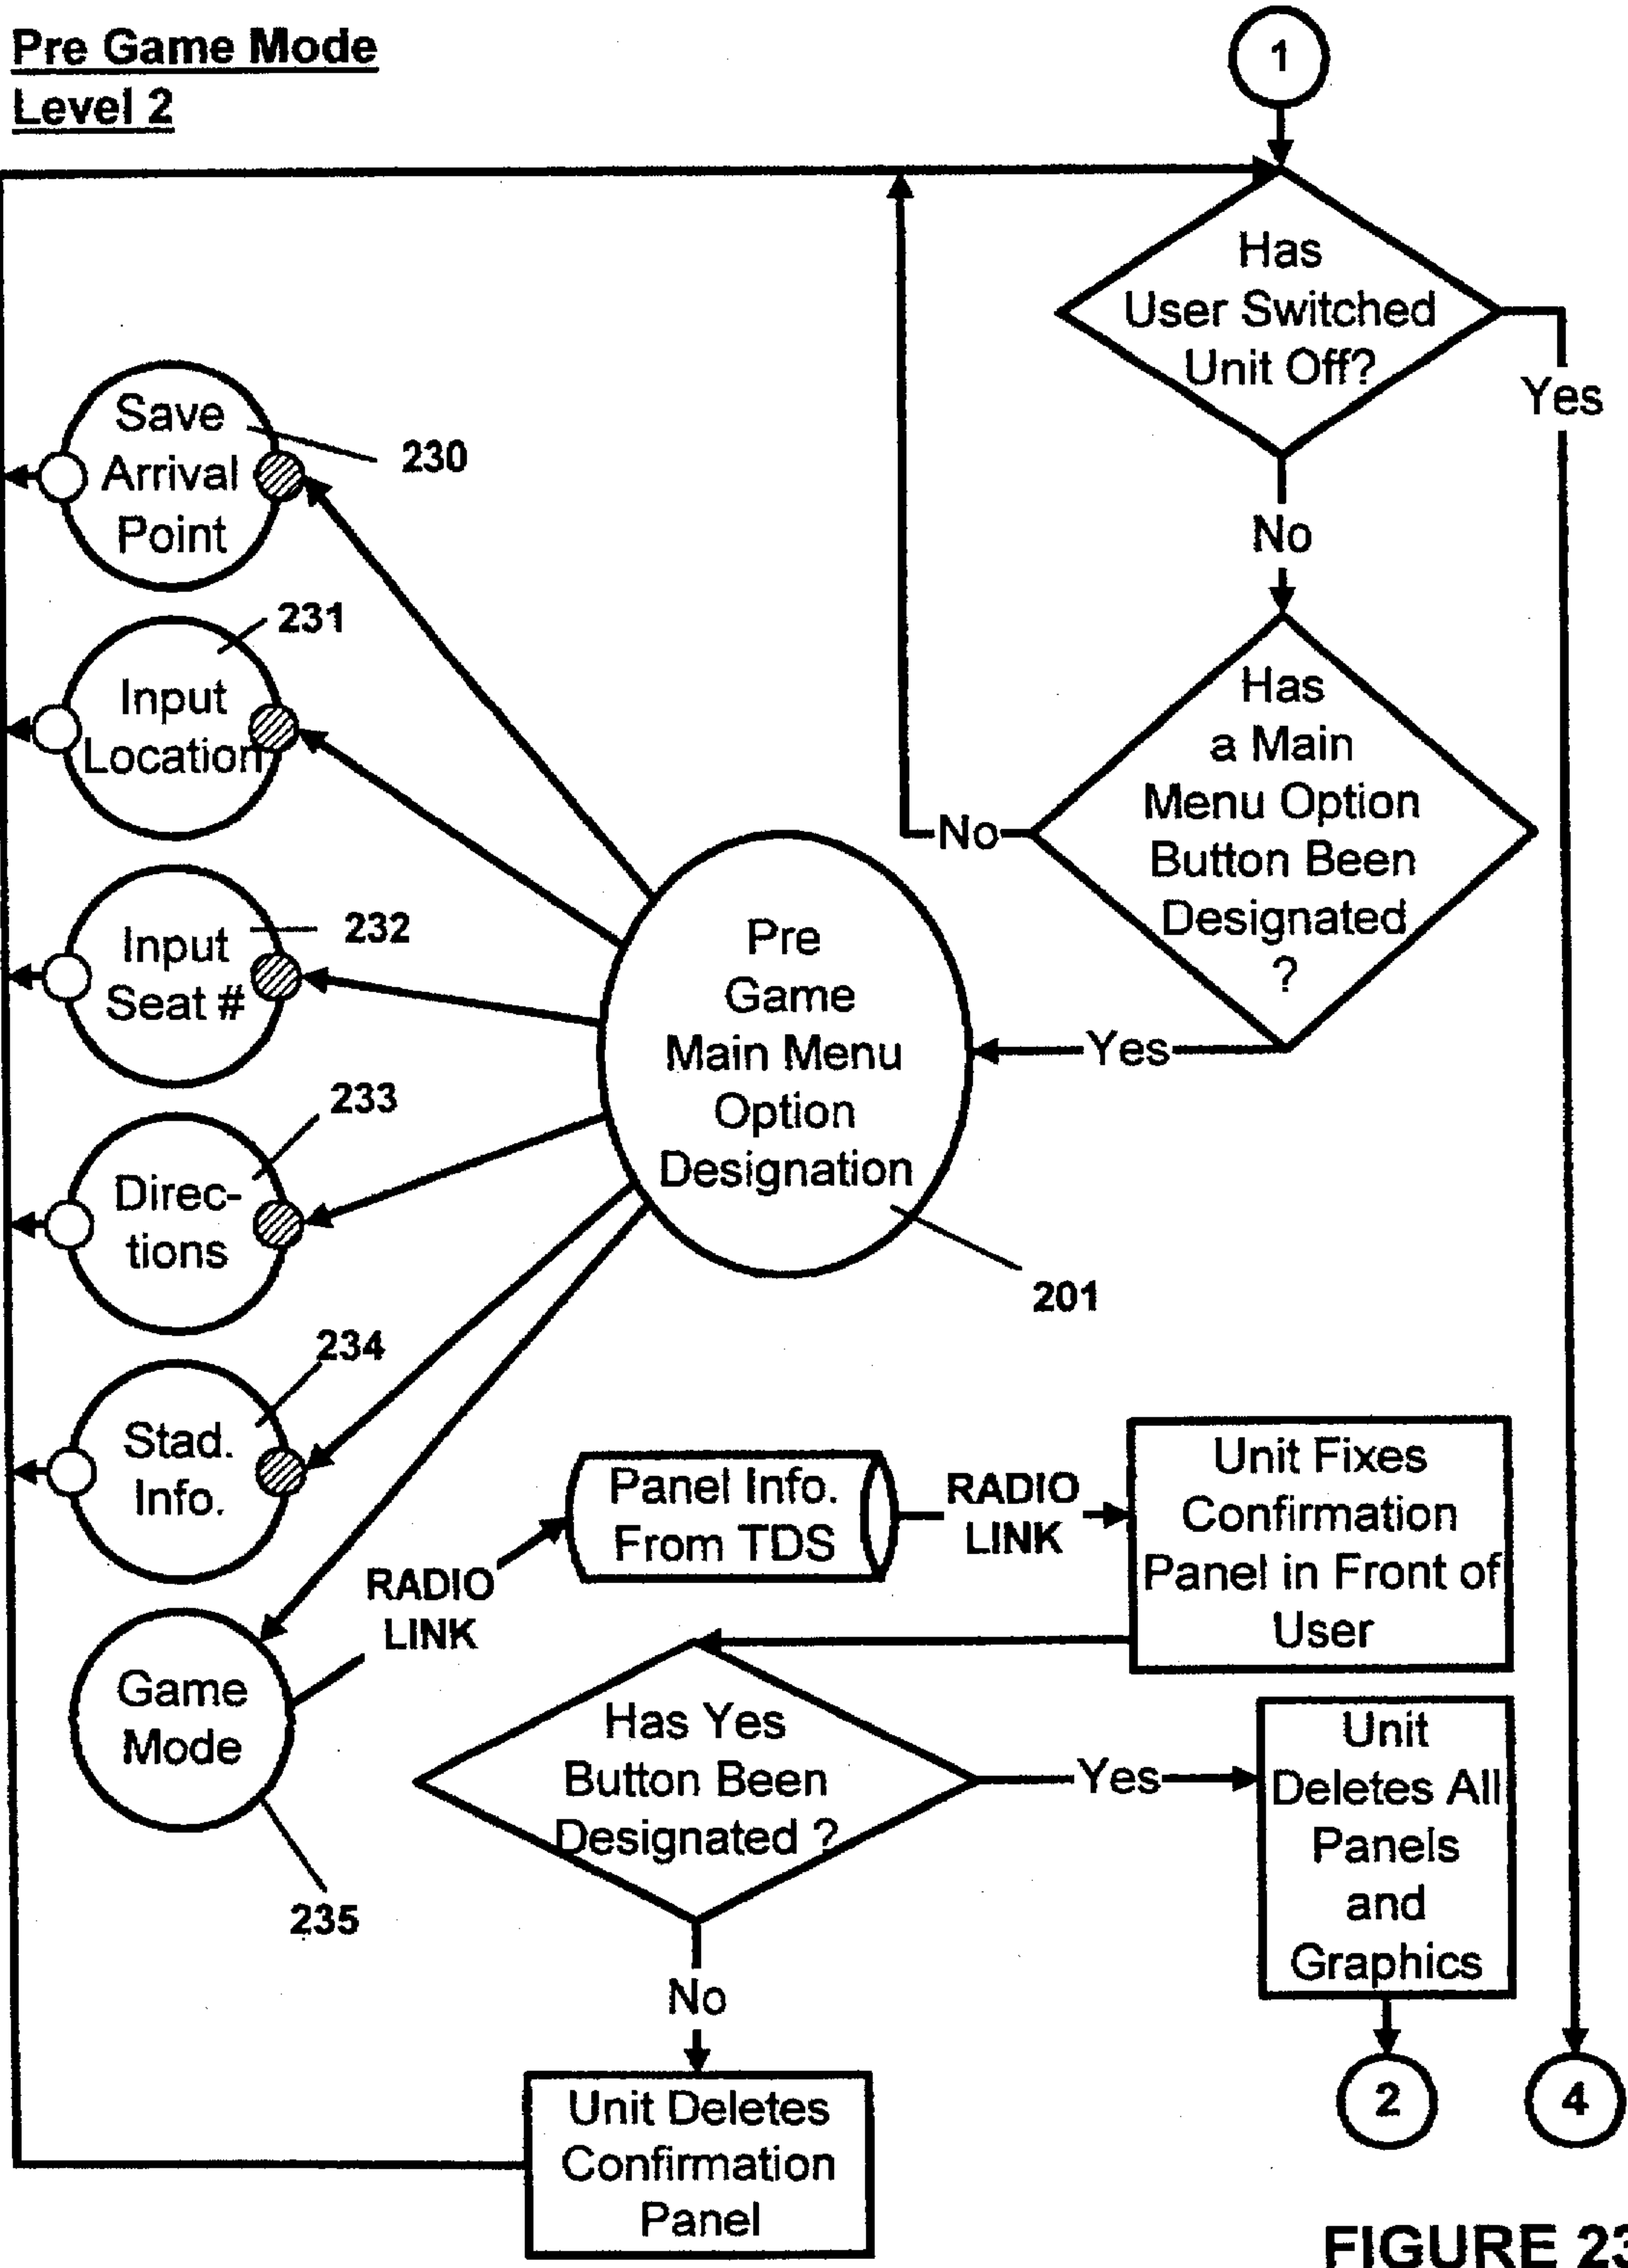 Pre Game Mode
Level 2
1
Has
User Switched
Unit Off?
Yes
No
Has
a Main
Menu Option
Button Been
Designated
?
No
Yes
Pre
Game
Main Menu
Option
Designation
201
Save
Arrival
Point
230
Input
Location
231
Input
Seat #
232
Direc-
tions
233
Stad.
Info.
234
Game
Mode
235
RADIO
LINK
Panel Info.
From TDS
RADIO
LINK
Unit Fixes
Confirmation
Panel in Front of
User
Has Yes
Button Been
Designated ?
Yes
Unit
Deletes All
Panels
and
Graphics
2
4
No
Unit Deletes
Confirmation
Panel
FIGURE 23